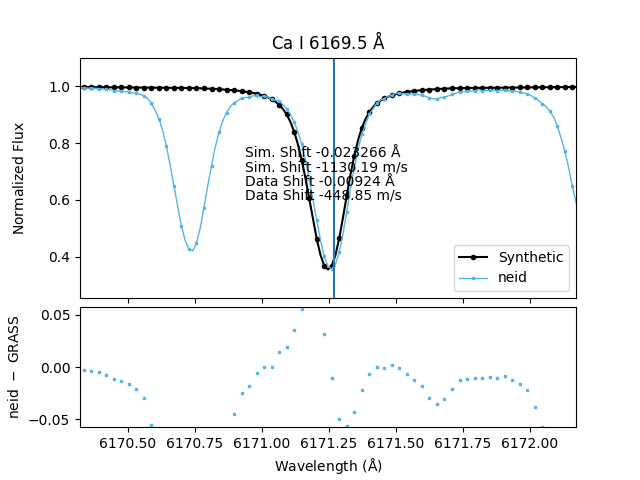 Ca I 6169.5 Å
Normalized Flux
1.0
0.8
0.6
0.4
Sim. Shift -0.023266 Å
Sim. Shift -1130.19 m/s
Data Shift -0.00924 Å
Data Shift -448.85 m/s
Synthetic
neid
neid − GRASS
0.05
0.00
−0.05
6170.50 6170.75 6171.00 6171.25 6171.50 6171.75 6172.00
Wavelength (Å)